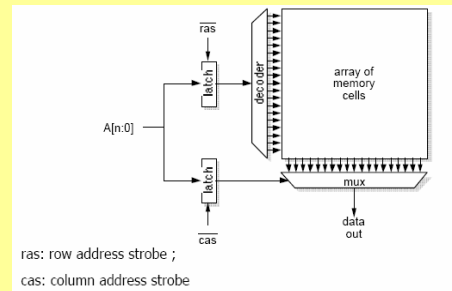 ras
latch
decoder
array of
memory
cells
A[n:0]
latch
mux
cas
data
out
ras: row address strobe ;
cas: column address strobe